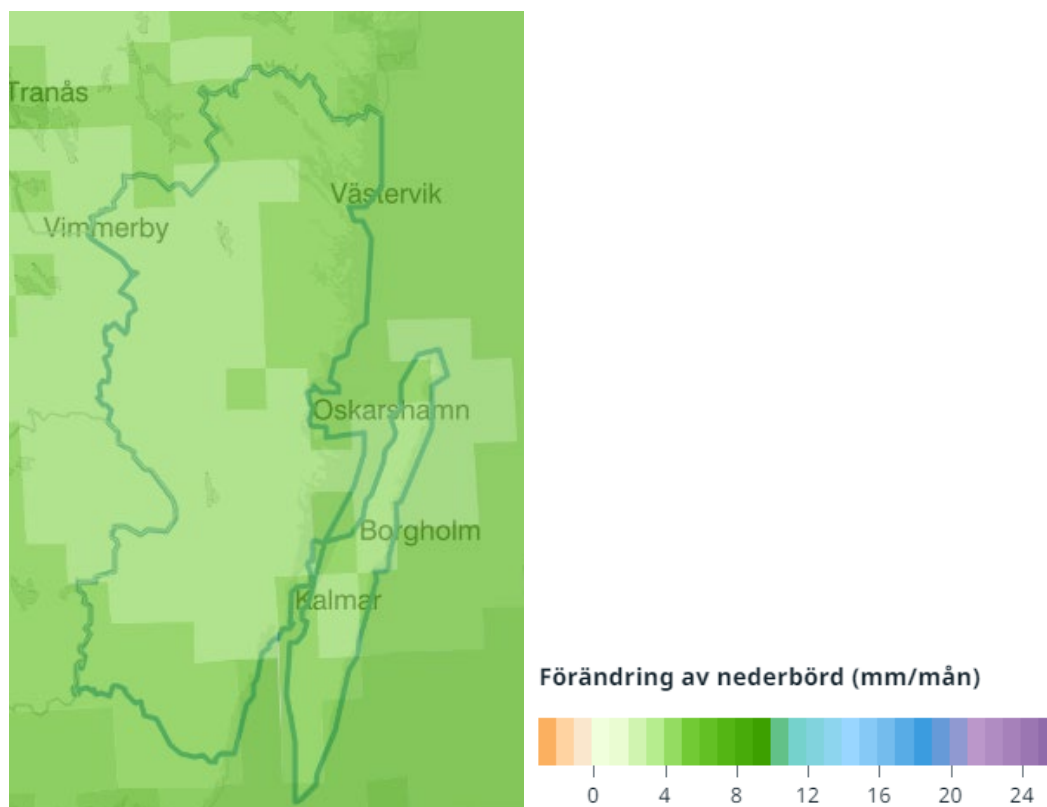 Tranås
Västervik
Vimmerby
Oskarshamn
Borgholm
Kalmar
Förändring av nederbörd (mm/mån)
0 4 8 12 16 20 24